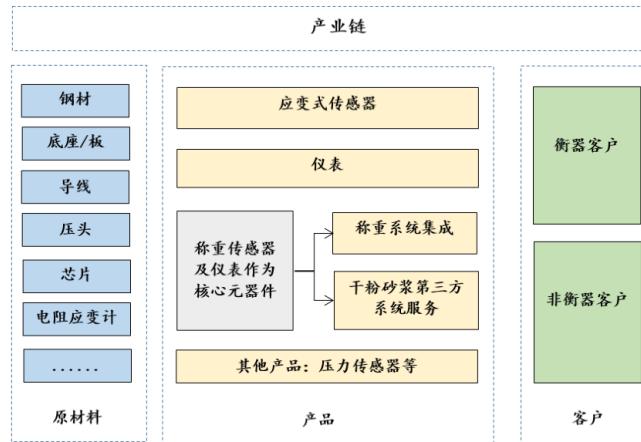 产业链
钢材
底座/板
导线
压头
芯片
电阻应变计
......
原材料
应变式传感器
仪表
称重传感器
及仪表作为
核心元器件
称重系统集成
干粉砂浆第三方
系统服务
其他产品：压力传感器等
产品
衡器客户
非衡器客户
客户